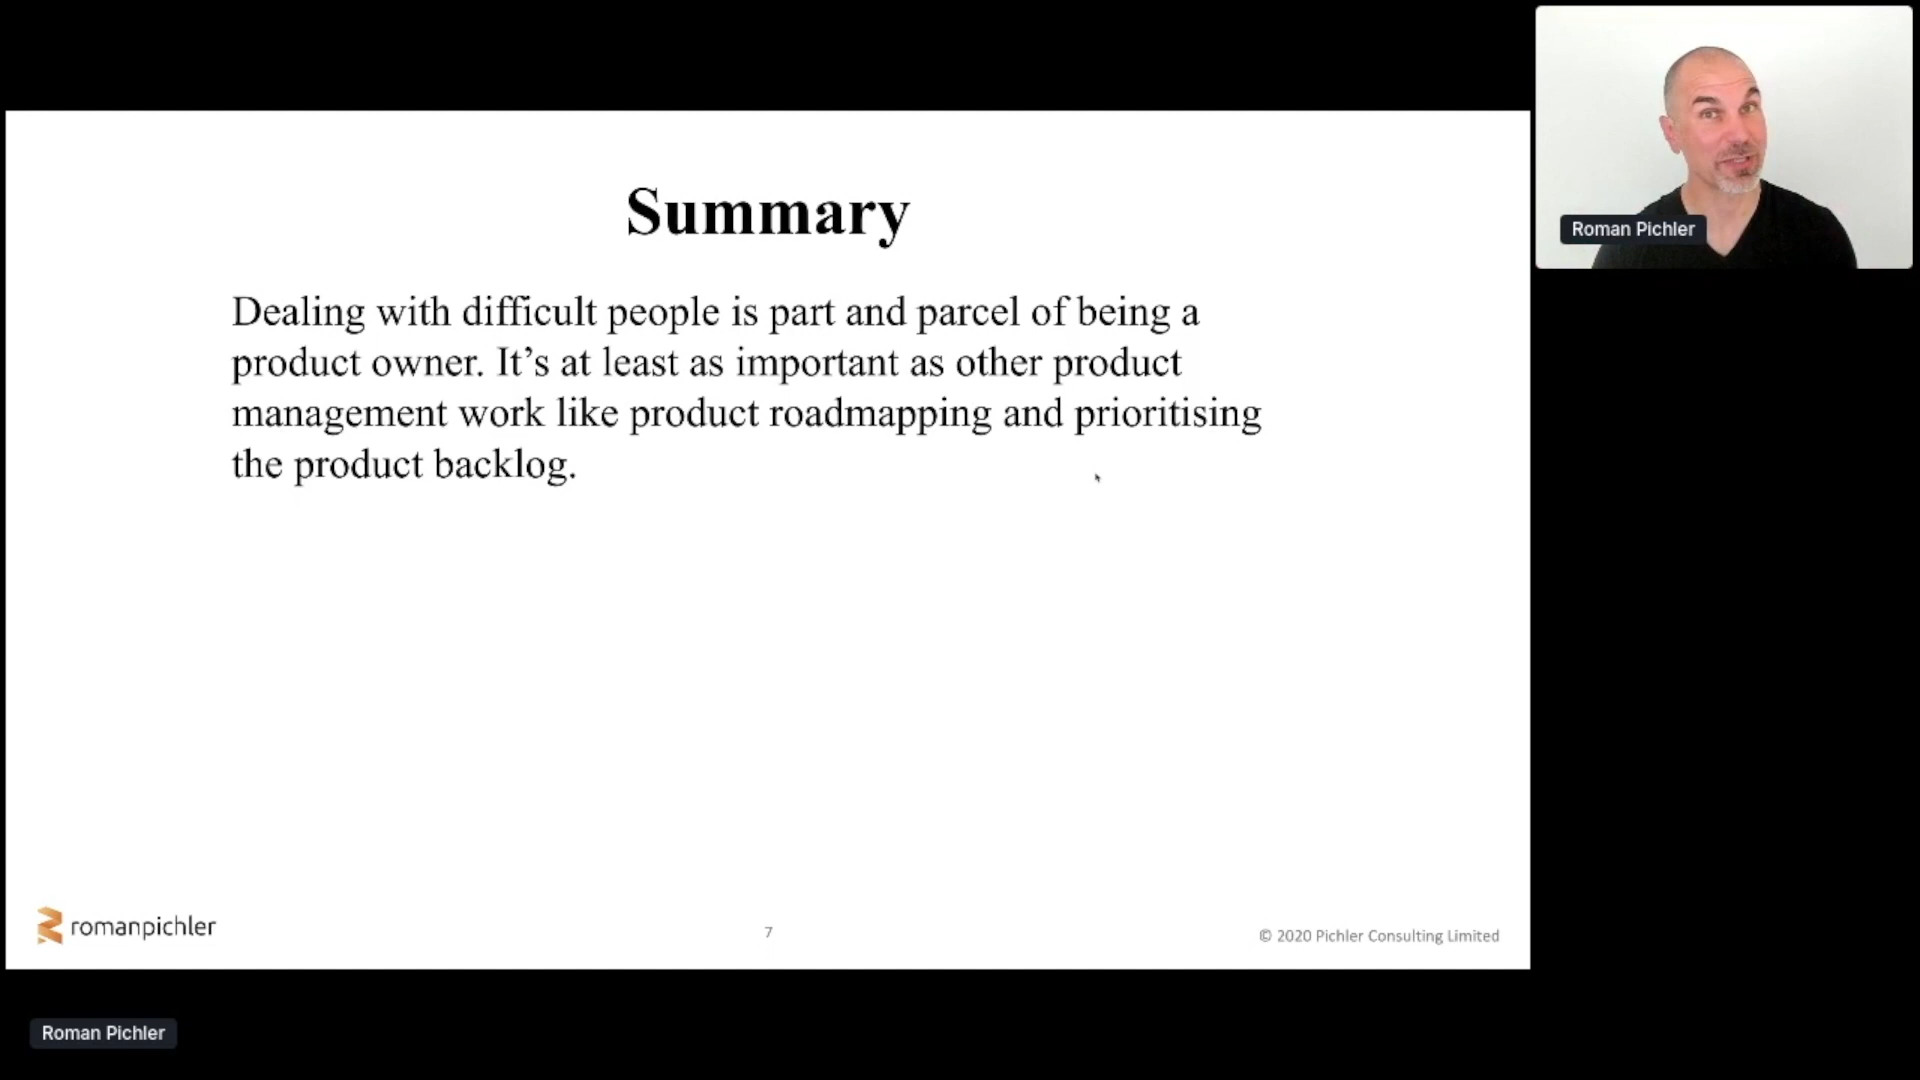 Summary
Dealing with difficult people is part and parcel of being a
product owner. It’s at least as important as other product
management work like product roadmapping and prioritising
the product backlog.
romanpichler
7
© 2020 Pichler Consulting Limited
Roman Pichler
Roman Pichler